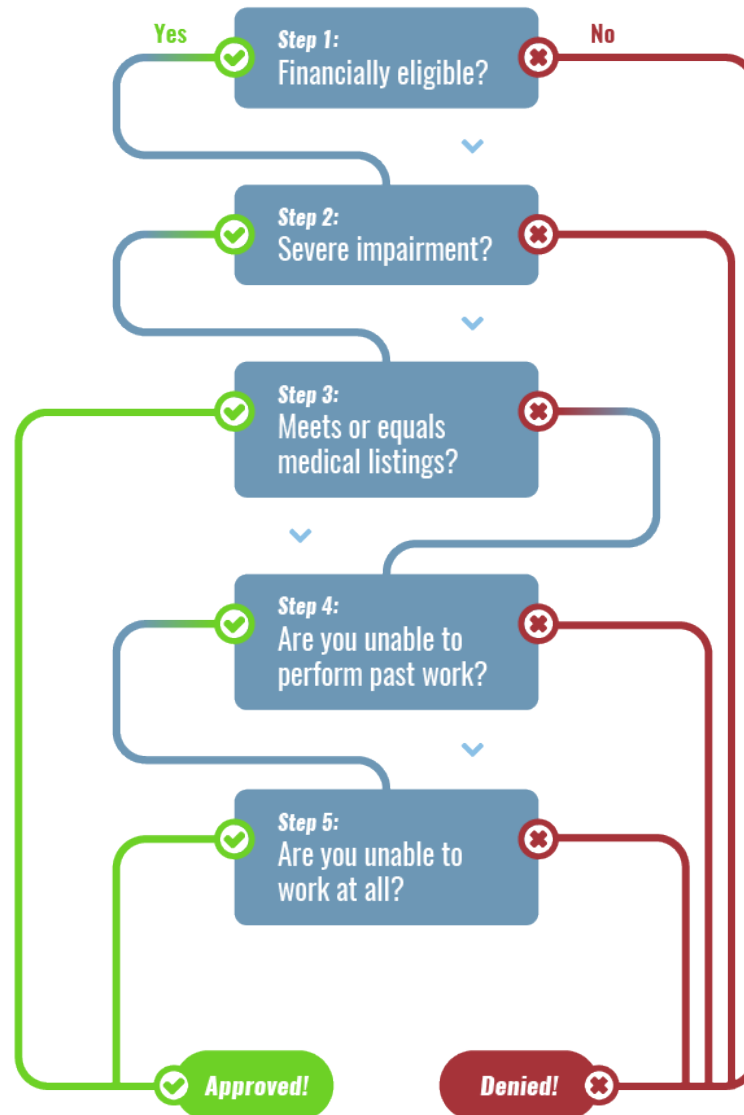 Yes
No
Step 1:
Financially eligible?
Step 2:
Severe impairment?
Step 3:
Meets or equals
medical listings?
Step 4:
Are you unable to
perform past work?
Step 5:
Are you unable to
work at all?
Approved!
Denied!